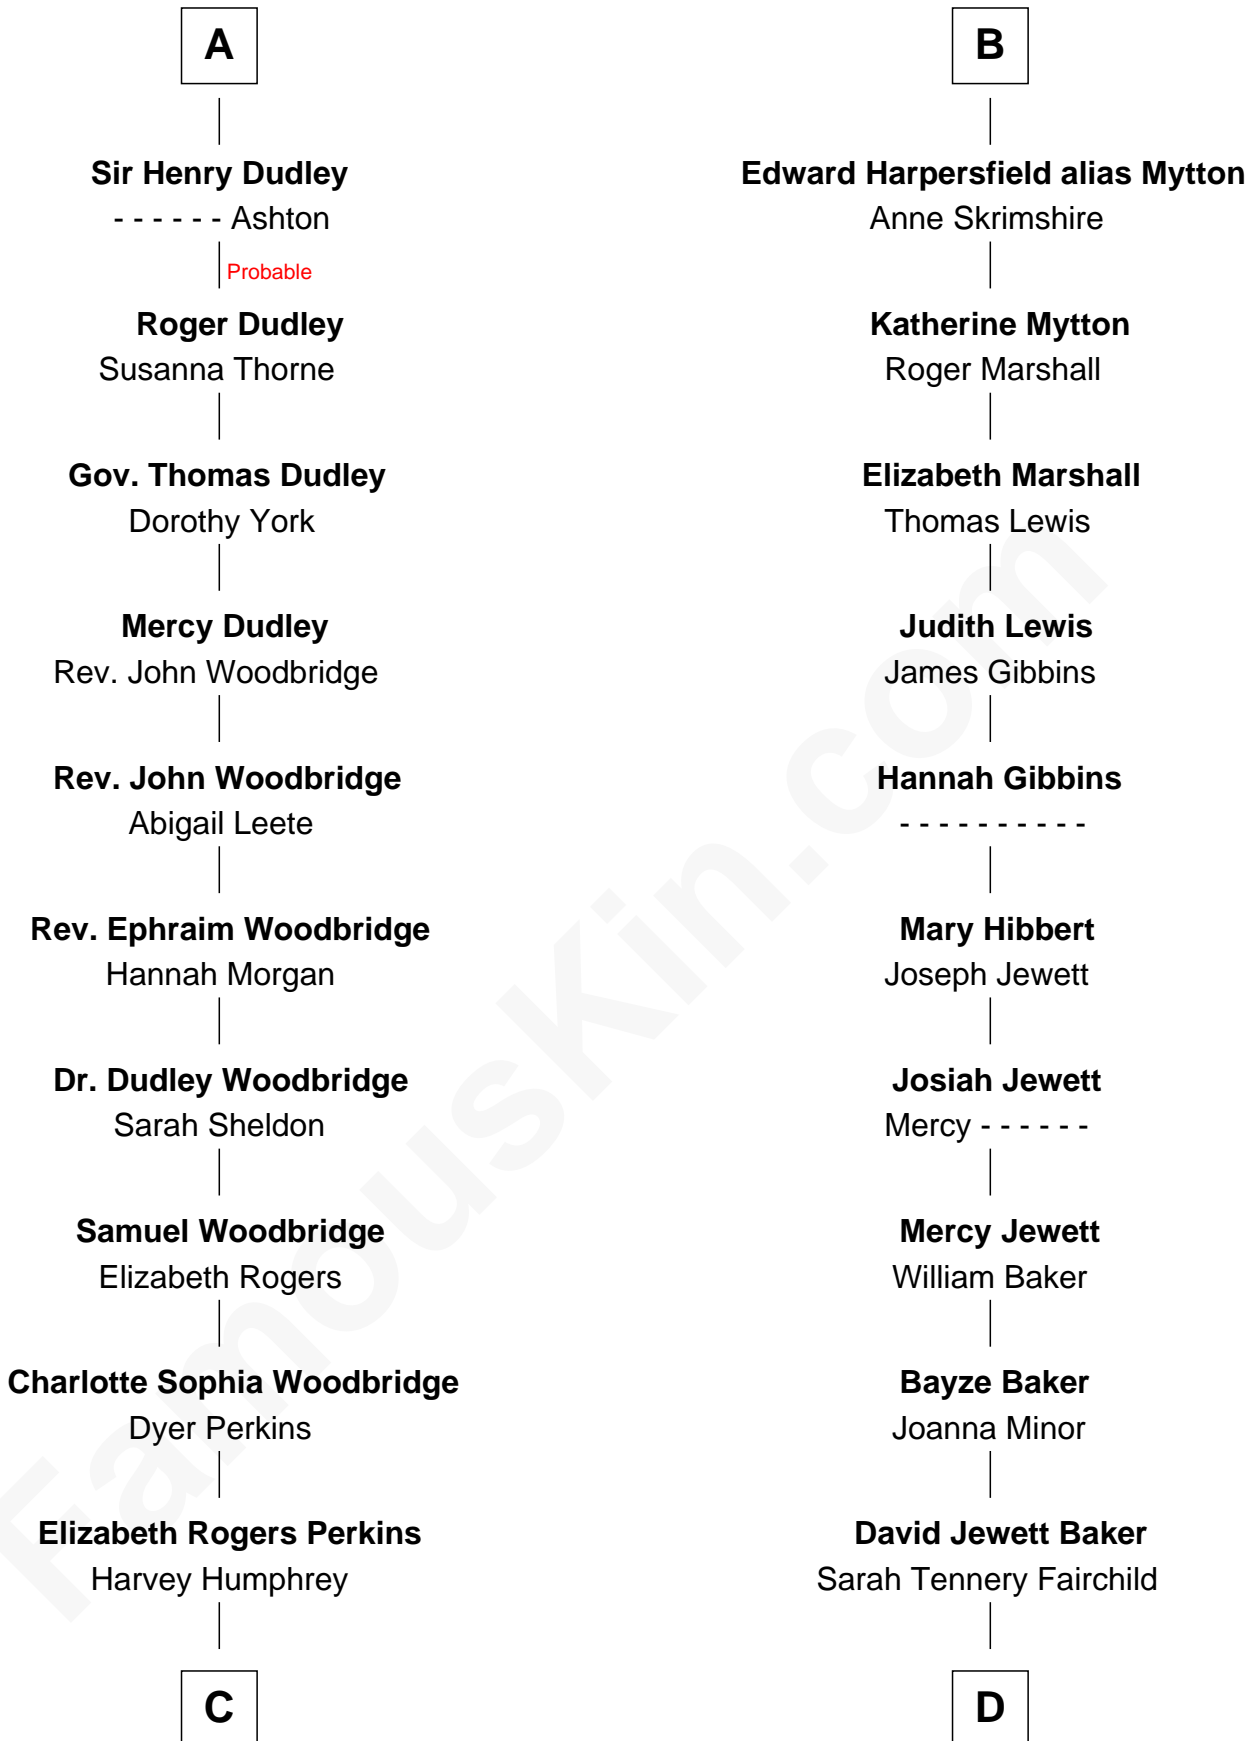 A
Sir Henry Dudley
- - - - - - Ashton
Probable
Roger Dudley
Susanna Thorne
Gov. Thomas Dudley
Dorothy York
Mercy Dudley
Rev. John Woodbridge
Rev. John Woodbridge
Abigail Leete
Rev. Ephraim Woodbridge
Hannah Morgan
Dr. Dudley Woodbridge
Sarah Sheldon
Samuel Woodbridge
Elizabeth Rogers
Charlotte Sophia Woodbridge
Dyer Perkins
Elizabeth Rogers Perkins
Harvey Humphrey
C
B
Edward Harpersfield alias Mytton
Anne Skrimshire
Katherine Mytton
Roger Marshall
Elizabeth Marshall
Thomas Lewis
Judith Lewis
James Gibbins
Hannah Gibbins
- - - - - - - - - -
Mary Hibbert
Joseph Jewett
Josiah Jewett
Mercy - - - - - -
Mercy Jewett
William Baker
Bayze Baker
Joanna Minor
David Jewett Baker
Sarah Tennery Fairchild
D
FamousKin.com